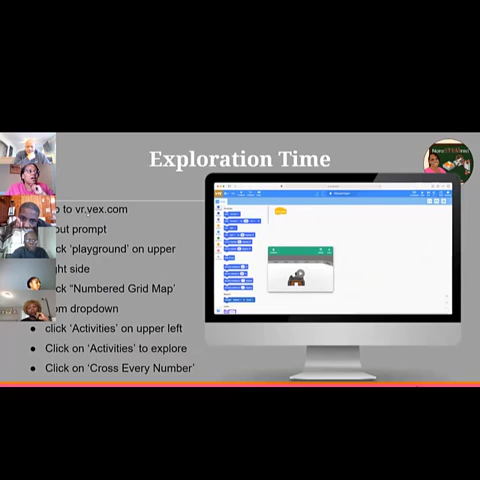 Exploration Time
to vr.vex.com
out prompt
ck ‘playground’ on upper
ght side
ck “Numbered Grid Map’
om dropdown
● click ‘Activities’ on upper left
● Click on ‘Activities’ to explore
● Click on ‘Cross Every Number’